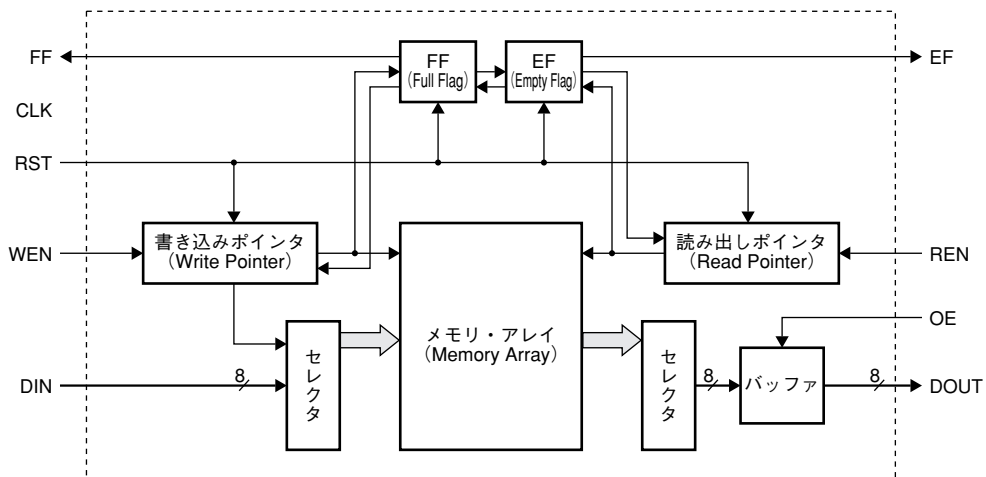 FF
FF
(Full Flag)
EF
(Empty Flag)
EF
CLK
RST
WEN
書き込みポインタ
(Write Pointer)
読み出しポインタ
(Read Pointer)
REN
メモリ・アレイ
(Memory Array)
OE
DIN
8
セレクタ
セレクタ
8
バッファ
8
DOUT